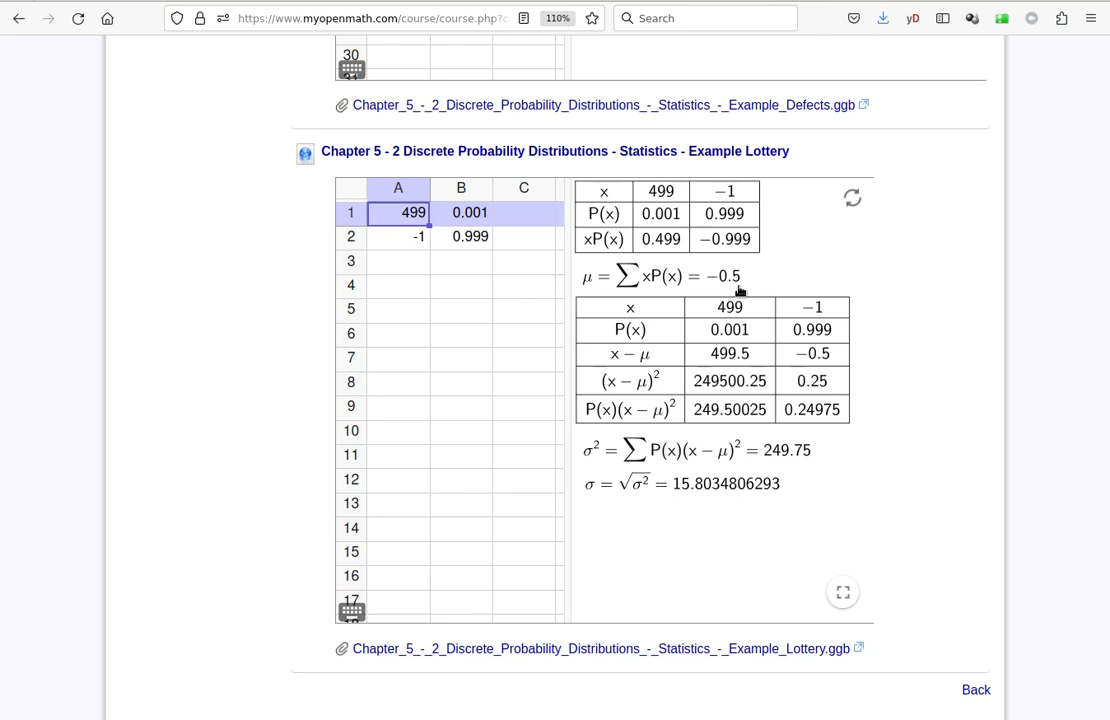 https://www.myopenmath.com/course/course.php?c
110%
Search
yD
30
31
Chapter_5_-_2_Discrete_Probability_Distributions_-_Statistics_-_Example_Defects.ggb
Chapter 5 - 2 Discrete Probability Distributions - Statistics - Example Lottery
A B C
1 499 0.001
2 -1 0.999
3
4
5
6
7
8
9
10
11
12
13
14
15
16
17
x 499 −1
P(x) 0.001 0.999
xP(x) 0.499 −0.999
μ = ∑ xP(x) = −0.5
x 499 −1
P(x) 0.001 0.999
x − μ 499.5 −0.5
(x − μ)² 249500.25 0.25
P(x)(x − μ)² 249.50025 0.24975
σ² = ∑ P(x)(x − μ)² = 249.75
σ = √σ² = 15.8034806293
Chapter_5_-_2_Discrete_Probability_Distributions_-_Statistics_-_Example_Lottery.ggb
Back